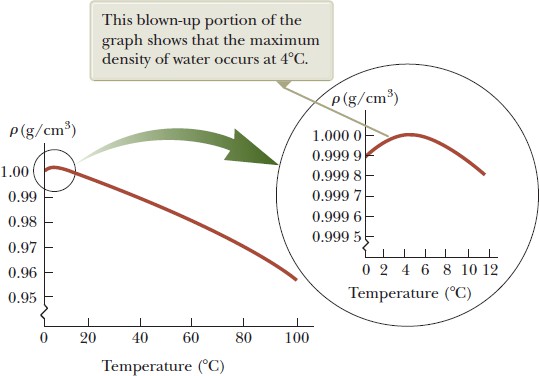 This blown-up portion of the
graph shows that the maximum
density of water occurs at 4°C.
ρ (g/cm³)
1.00
0.99
0.98
0.97
0.96
0.95
0 20 40 60 80 100
Temperature (°C)
ρ (g/cm³)
1.000 0
0.999 9
0.999 8
0.999 7
0.999 6
0.999 5
0 2 4 6 8 10 12
Temperature (°C)